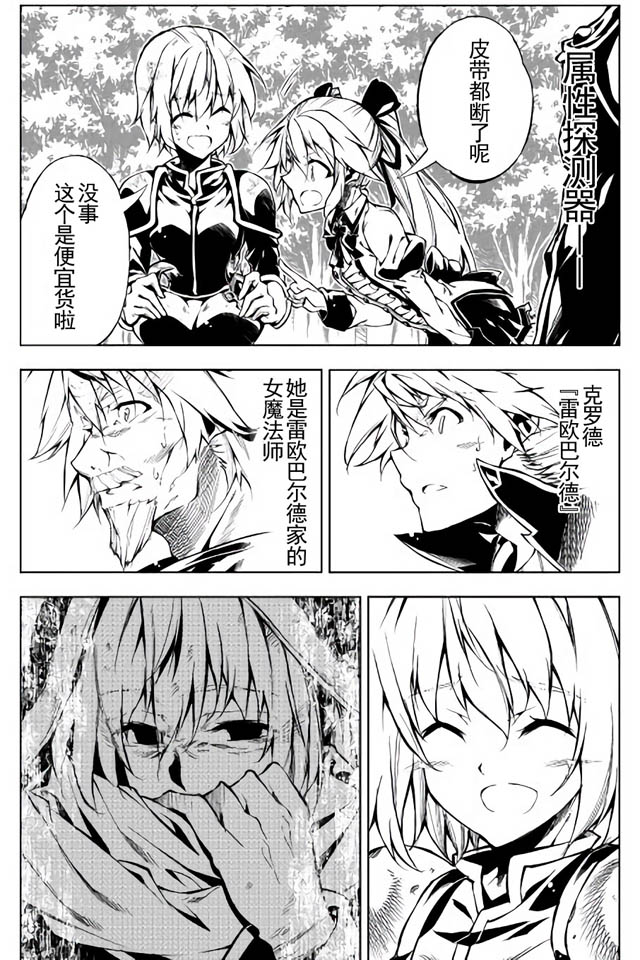 属性探测器——
皮带都断了呢
没事
这个是便宜货啦
克罗德
『雷欧巴尔德』
她是雷欧巴尔德家的
女魔法师